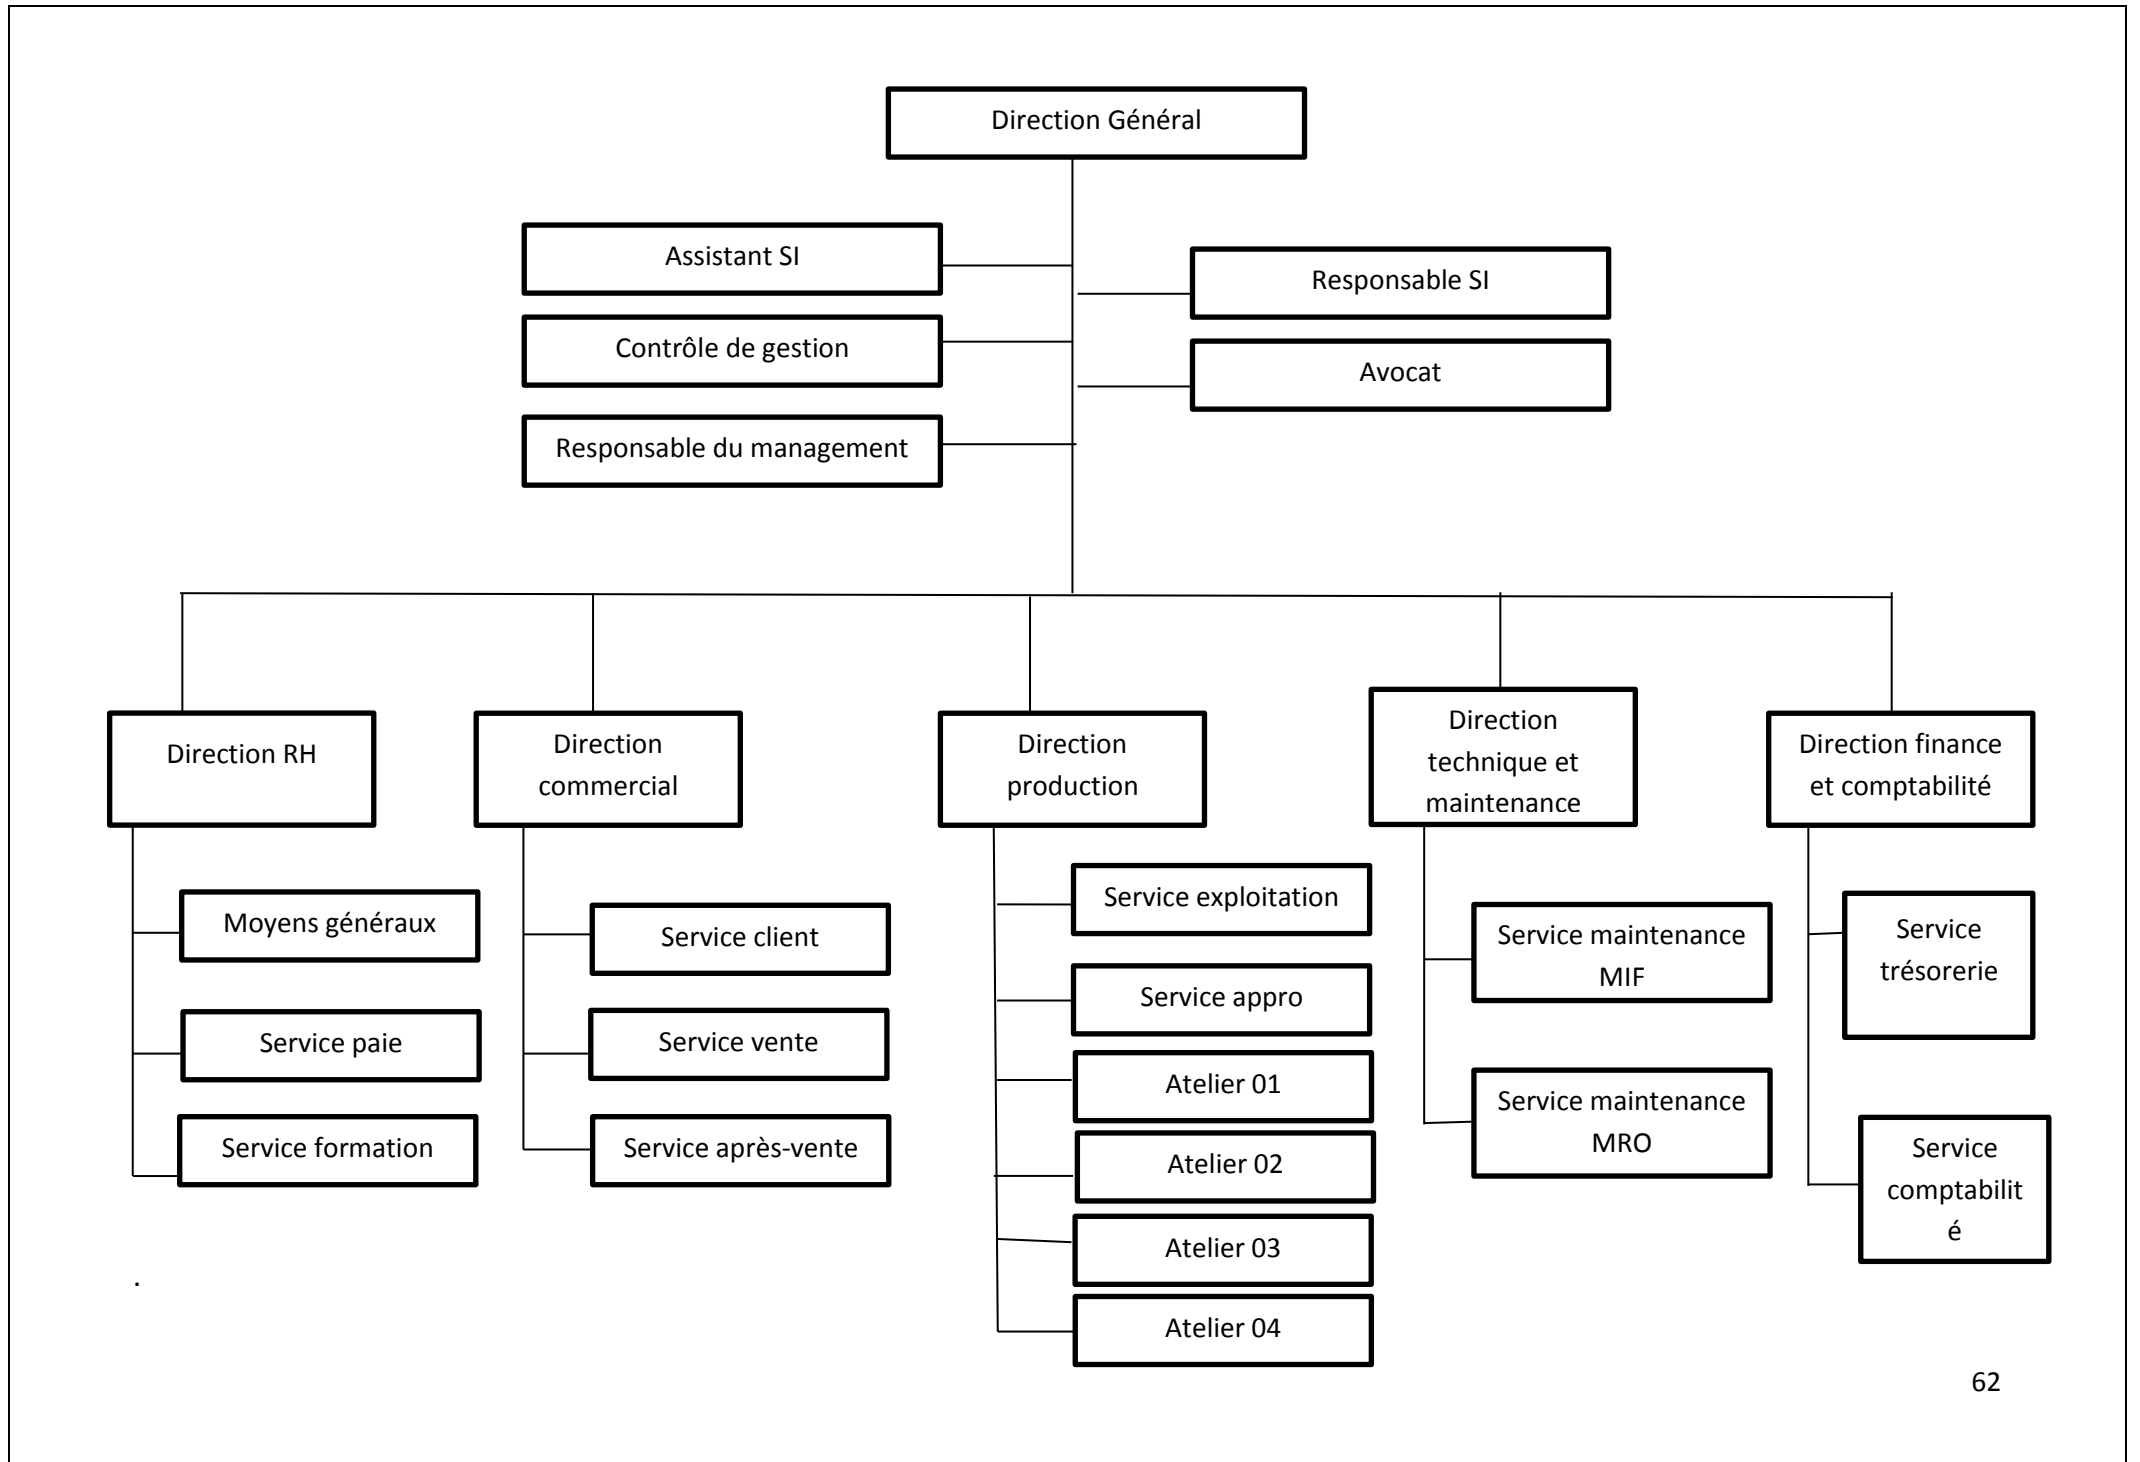 Direction Général
Assistant SI
Responsable SI
Contrôle de gestion
Avocat
Responsable du management
Direction RH
Direction
commercial
Direction
production
Direction
technique et
maintenance
Direction finance
et comptabilité
Moyens généraux
Service paie
Service formation
Service client
Service vente
Service après-vente
Service exploitation
Service appro
Atelier 01
Atelier 02
Atelier 03
Atelier 04
Service maintenance
MIF
Service maintenance
MRO
Service
trésorerie
Service
comptabilit
é
.
62